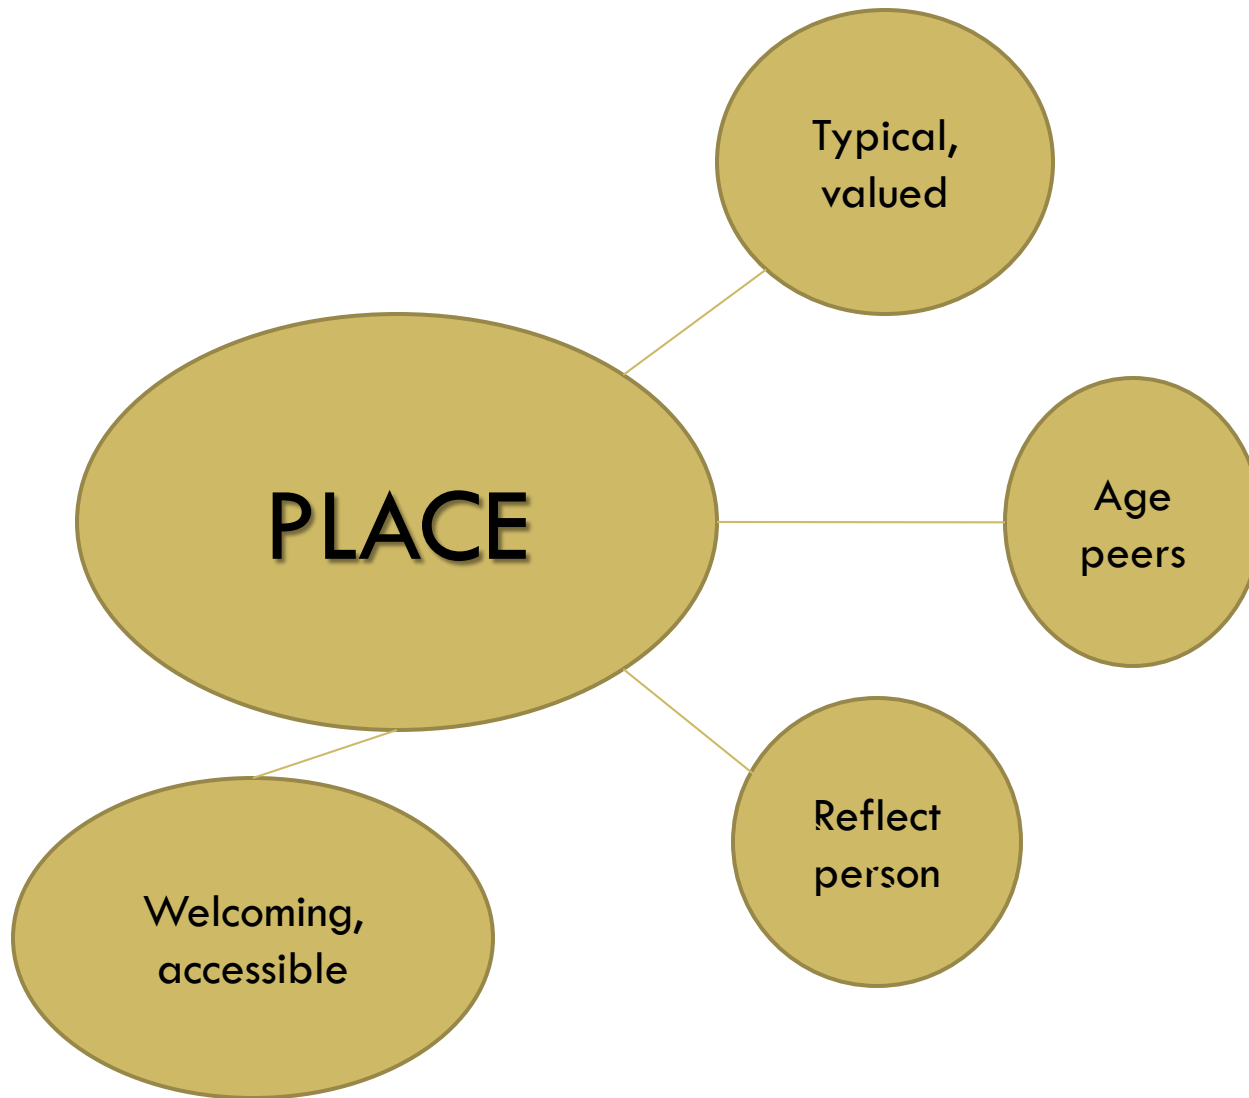 Typical,
valued
PLACE
Age
peers
Reflect
person
Welcoming,
accessible